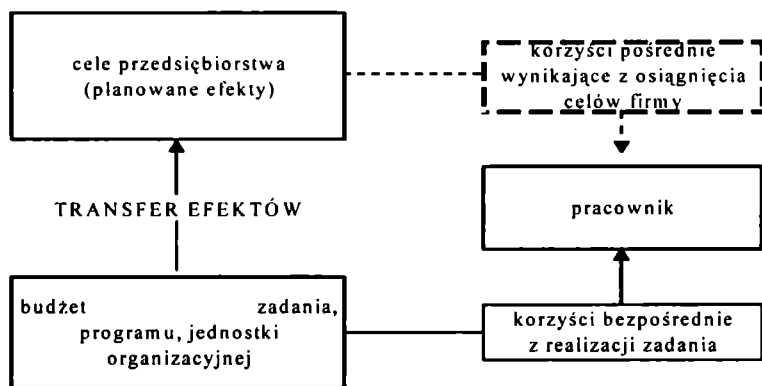 cele przedsiębiorstwa
(planowane efekty)
korzyści pośrednie
wynikające z osiągnięcia
celów firmy
TRANSFER EFEKTÓW
pracownik
budżet zadania,
programu, jednostki
organizacyjnej
korzyści bezpośrednie
z realizacji zadania